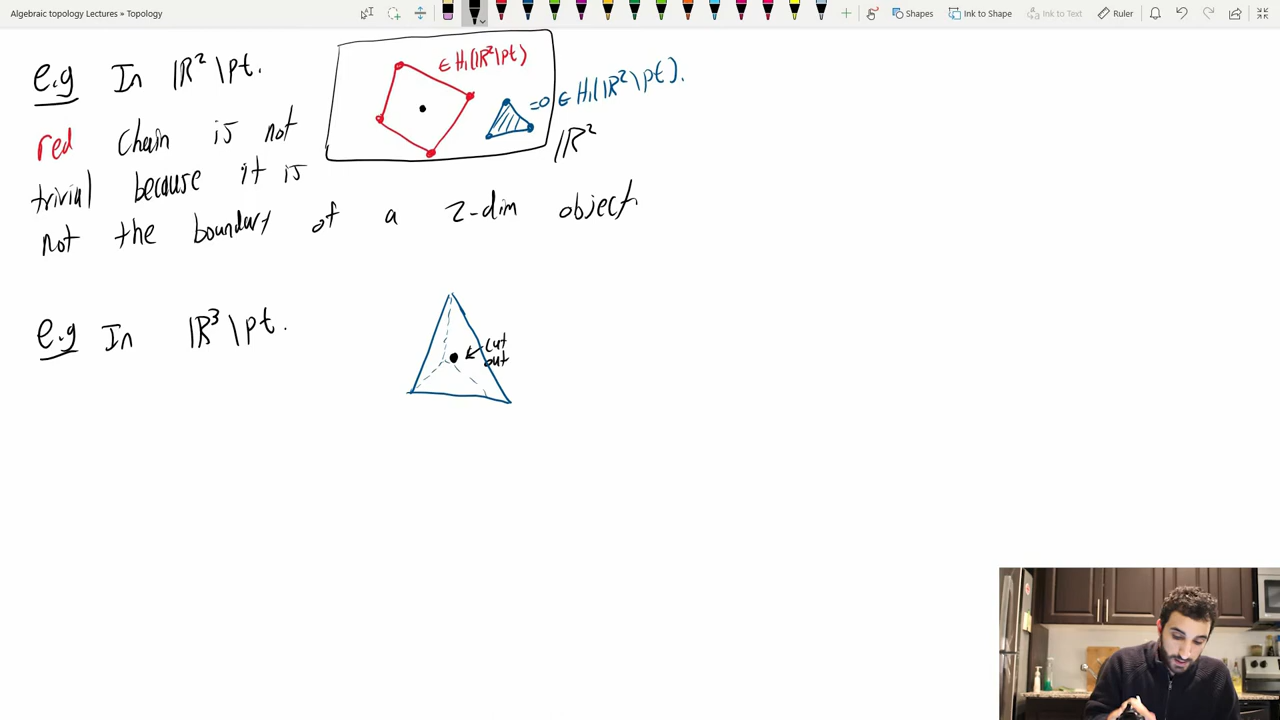 Algebraic topology Lectures » Topology
Shapes
Ink to Shape
Ink to Text
Ruler
e.g In ℝ² \ pt.
∈ H₁(ℝ²\pt)
=0 ∈ H₁(ℝ²\pt).
ℝ²
red chain is not
trivial because it is
not the boundary of a 2-dim object.
e.g In ℝ³ \ pt.
cut
out